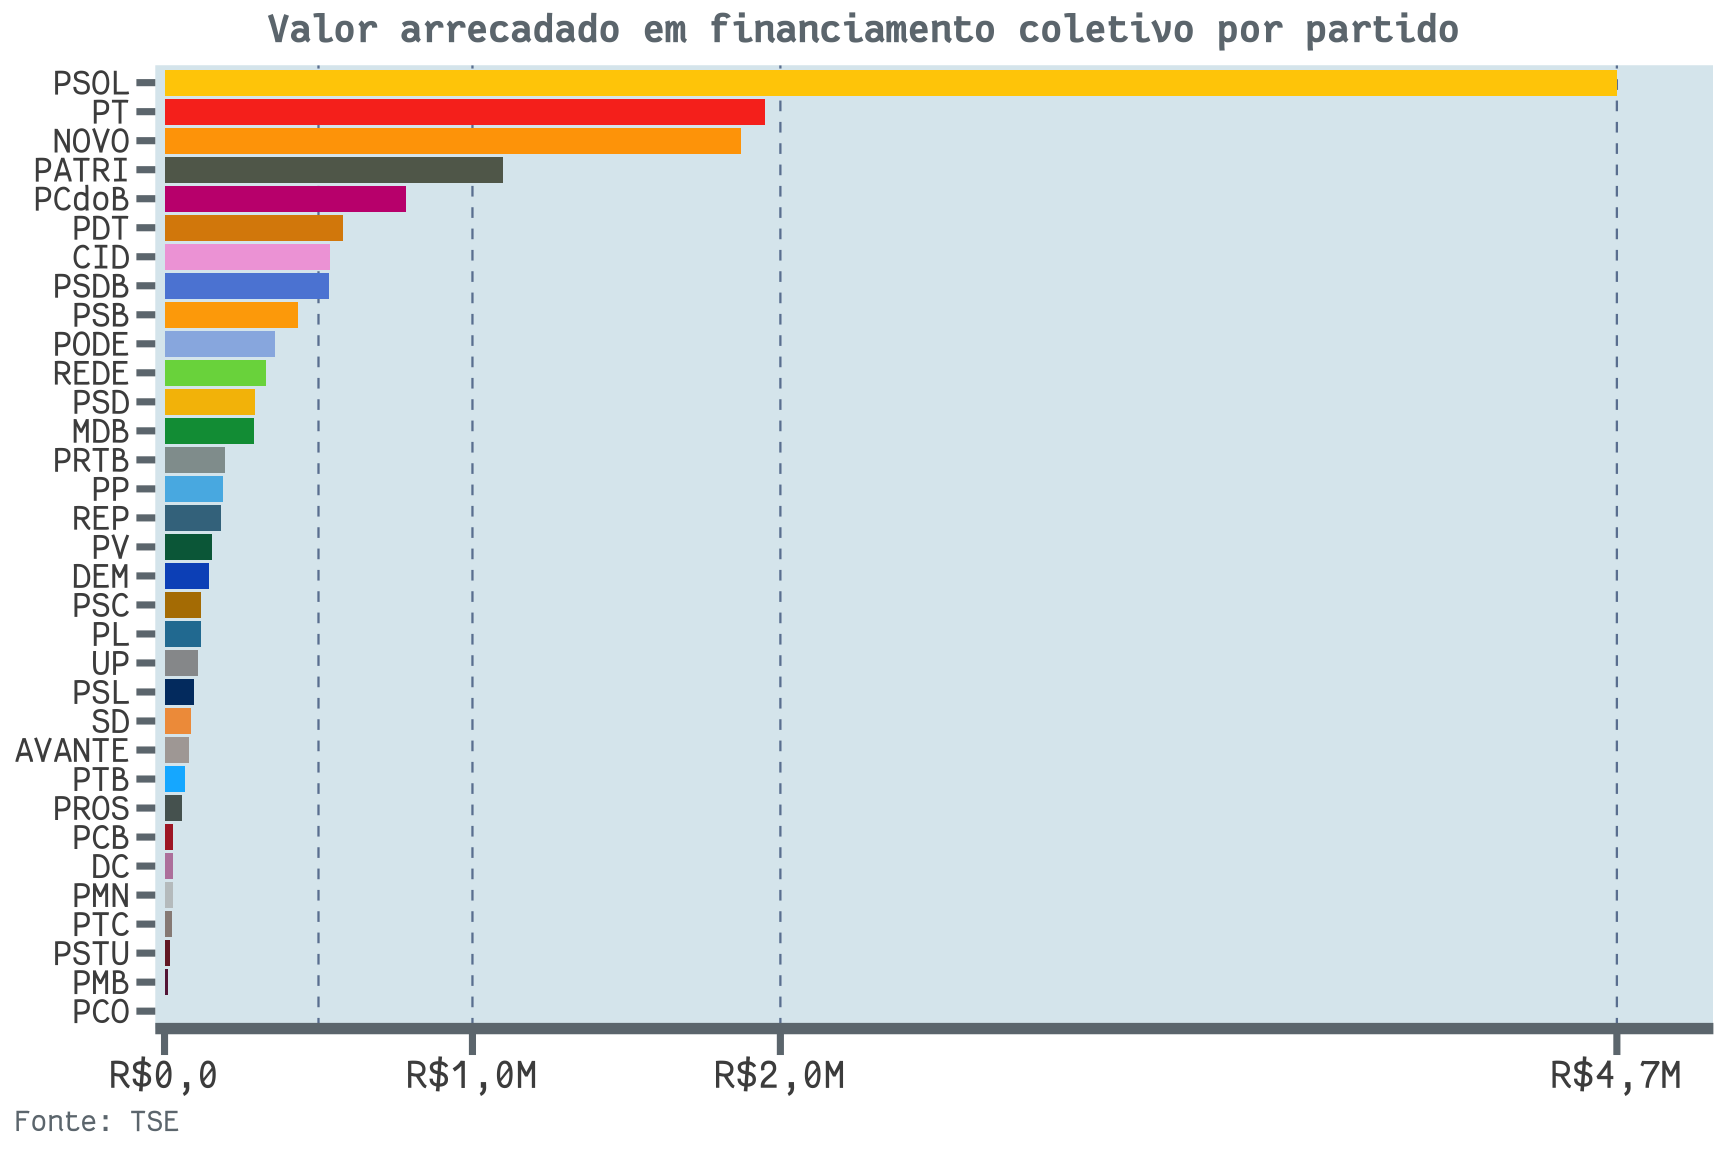 Valor arrecadado em financiamento coletivo por partido
PSOL
PT
NOVO
PATRI
PCdoB
PDT
CID
PSDB
PSB
PODE
REDE
PSD
MDB
PRTB
PP
REP
PV
DEM
PSC
PL
UP
PSL
SD
AVANTE
PTB
PROS
PCB
DC
PMN
PTC
PSTU
PMB
PCO
R$0,0 R$1,0M R$2,0M R$4,7M
Fonte: TSE